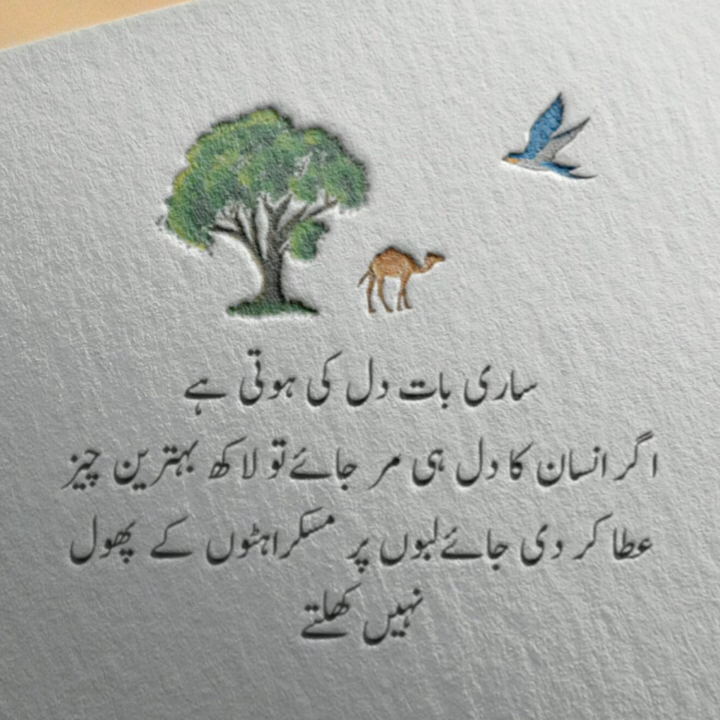 ساری بات دل کی ہوتی ہے
اگر انسان کا دل ہی مر جائے تو لاکھ بہترین چیز
عطا کر دی جائے لبوں پر مسکراہٹوں کے پھول
نہیں کھلتے